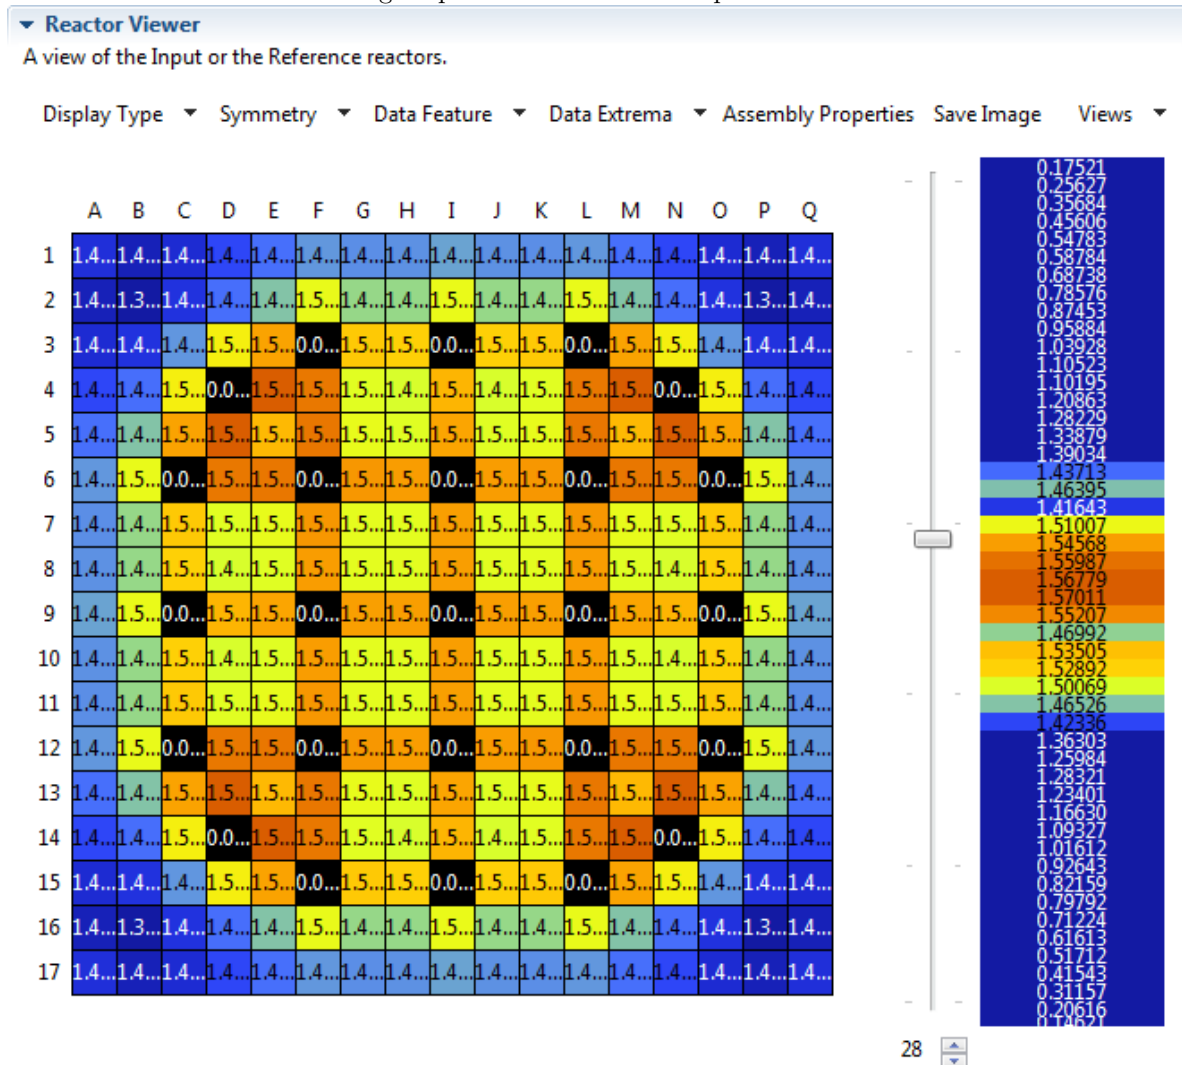 Reactor Viewer
A view of the Input or the Reference reactors.
Display Type Symmetry Data Feature Data Extrema Assembly Properties Save Image Views
A B C D E F G H I J K L M N O P Q
1 1.4... 1.4... 1.4... 1.4... 1.4... 1.4... 1.4... 1.4... 1.4... 1.4... 1.4... 1.4... 1.4... 1.4... 1.4... 1.4... 1.4...
2 1.4... 1.3... 1.4... 1.4... 1.4... 1.5... 1.4... 1.4... 1.5... 1.4... 1.4... 1.5... 1.4... 1.4... 1.4... 1.3... 1.4...
3 1.4... 1.4... 1.4... 1.5... 1.5... 0.0... 1.5... 1.5... 0.0... 1.5... 1.5... 0.0... 1.5... 1.5... 1.4... 1.4... 1.4...
4 1.4... 1.4... 1.5... 0.0... 1.5... 1.5... 1.5... 1.4... 1.5... 1.4... 1.5... 1.5... 1.5... 0.0... 1.5... 1.4... 1.4...
5 1.4... 1.4... 1.5... 1.5... 1.5... 1.5... 1.5... 1.5... 1.5... 1.5... 1.5... 1.5... 1.5... 1.5... 1.5... 1.4... 1.4...
6 1.4... 1.5... 0.0... 1.5... 1.5... 0.0... 1.5... 1.5... 0.0... 1.5... 1.5... 0.0... 1.5... 1.5... 0.0... 1.5... 1.4...
7 1.4... 1.4... 1.5... 1.5... 1.5... 1.5... 1.5... 1.5... 1.5... 1.5... 1.5... 1.5... 1.5... 1.5... 1.5... 1.4... 1.4...
8 1.4... 1.4... 1.5... 1.4... 1.5... 1.5... 1.5... 1.5... 1.5... 1.5... 1.5... 1.5... 1.5... 1.4... 1.5... 1.4... 1.4...
9 1.4... 1.5... 0.0... 1.5... 1.5... 0.0... 1.5... 1.5... 0.0... 1.5... 1.5... 0.0... 1.5... 1.5... 0.0... 1.5... 1.4...
10 1.4... 1.4... 1.5... 1.4... 1.5... 1.5... 1.5... 1.5... 1.5... 1.5... 1.5... 1.5... 1.5... 1.4... 1.5... 1.4... 1.4...
11 1.4... 1.4... 1.5... 1.5... 1.5... 1.5... 1.5... 1.5... 1.5... 1.5... 1.5... 1.5... 1.5... 1.5... 1.5... 1.4... 1.4...
12 1.4... 1.5... 0.0... 1.5... 1.5... 0.0... 1.5... 1.5... 0.0... 1.5... 1.5... 0.0... 1.5... 1.5... 0.0... 1.5... 1.4...
13 1.4... 1.4... 1.5... 1.5... 1.5... 1.5... 1.5... 1.5... 1.5... 1.5... 1.5... 1.5... 1.5... 1.5... 1.5... 1.4... 1.4...
14 1.4... 1.4... 1.5... 0.0... 1.5... 1.5... 1.5... 1.4... 1.5... 1.4... 1.5... 1.5... 1.5... 0.0... 1.5... 1.4... 1.4...
15 1.4... 1.4... 1.4... 1.5... 1.5... 0.0... 1.5... 1.5... 0.0... 1.5... 1.5... 0.0... 1.5... 1.5... 1.4... 1.4... 1.4...
16 1.4... 1.3... 1.4... 1.4... 1.4... 1.5... 1.4... 1.4... 1.5... 1.4... 1.4... 1.5... 1.4... 1.4... 1.4... 1.3... 1.4...
17 1.4... 1.4... 1.4... 1.4... 1.4... 1.4... 1.4... 1.4... 1.4... 1.4... 1.4... 1.4... 1.4... 1.4... 1.4... 1.4... 1.4...
0.17521
0.25627
0.35684
0.45606
0.54783
0.58784
0.68738
0.78576
0.87453
0.95884
1.03928
1.10523
1.10195
1.20863
1.28229
1.33879
1.39034
1.43713
1.46395
1.41643
1.51007
1.54568
1.55987
1.56779
1.57011
1.55207
1.46992
1.53505
1.52892
1.50069
1.46526
1.42336
1.36303
1.25984
1.28321
1.23401
1.16630
1.09327
1.01612
0.92643
0.82159
0.79792
0.71224
0.61613
0.51712
0.41543
0.31157
0.20616
0.14621
28